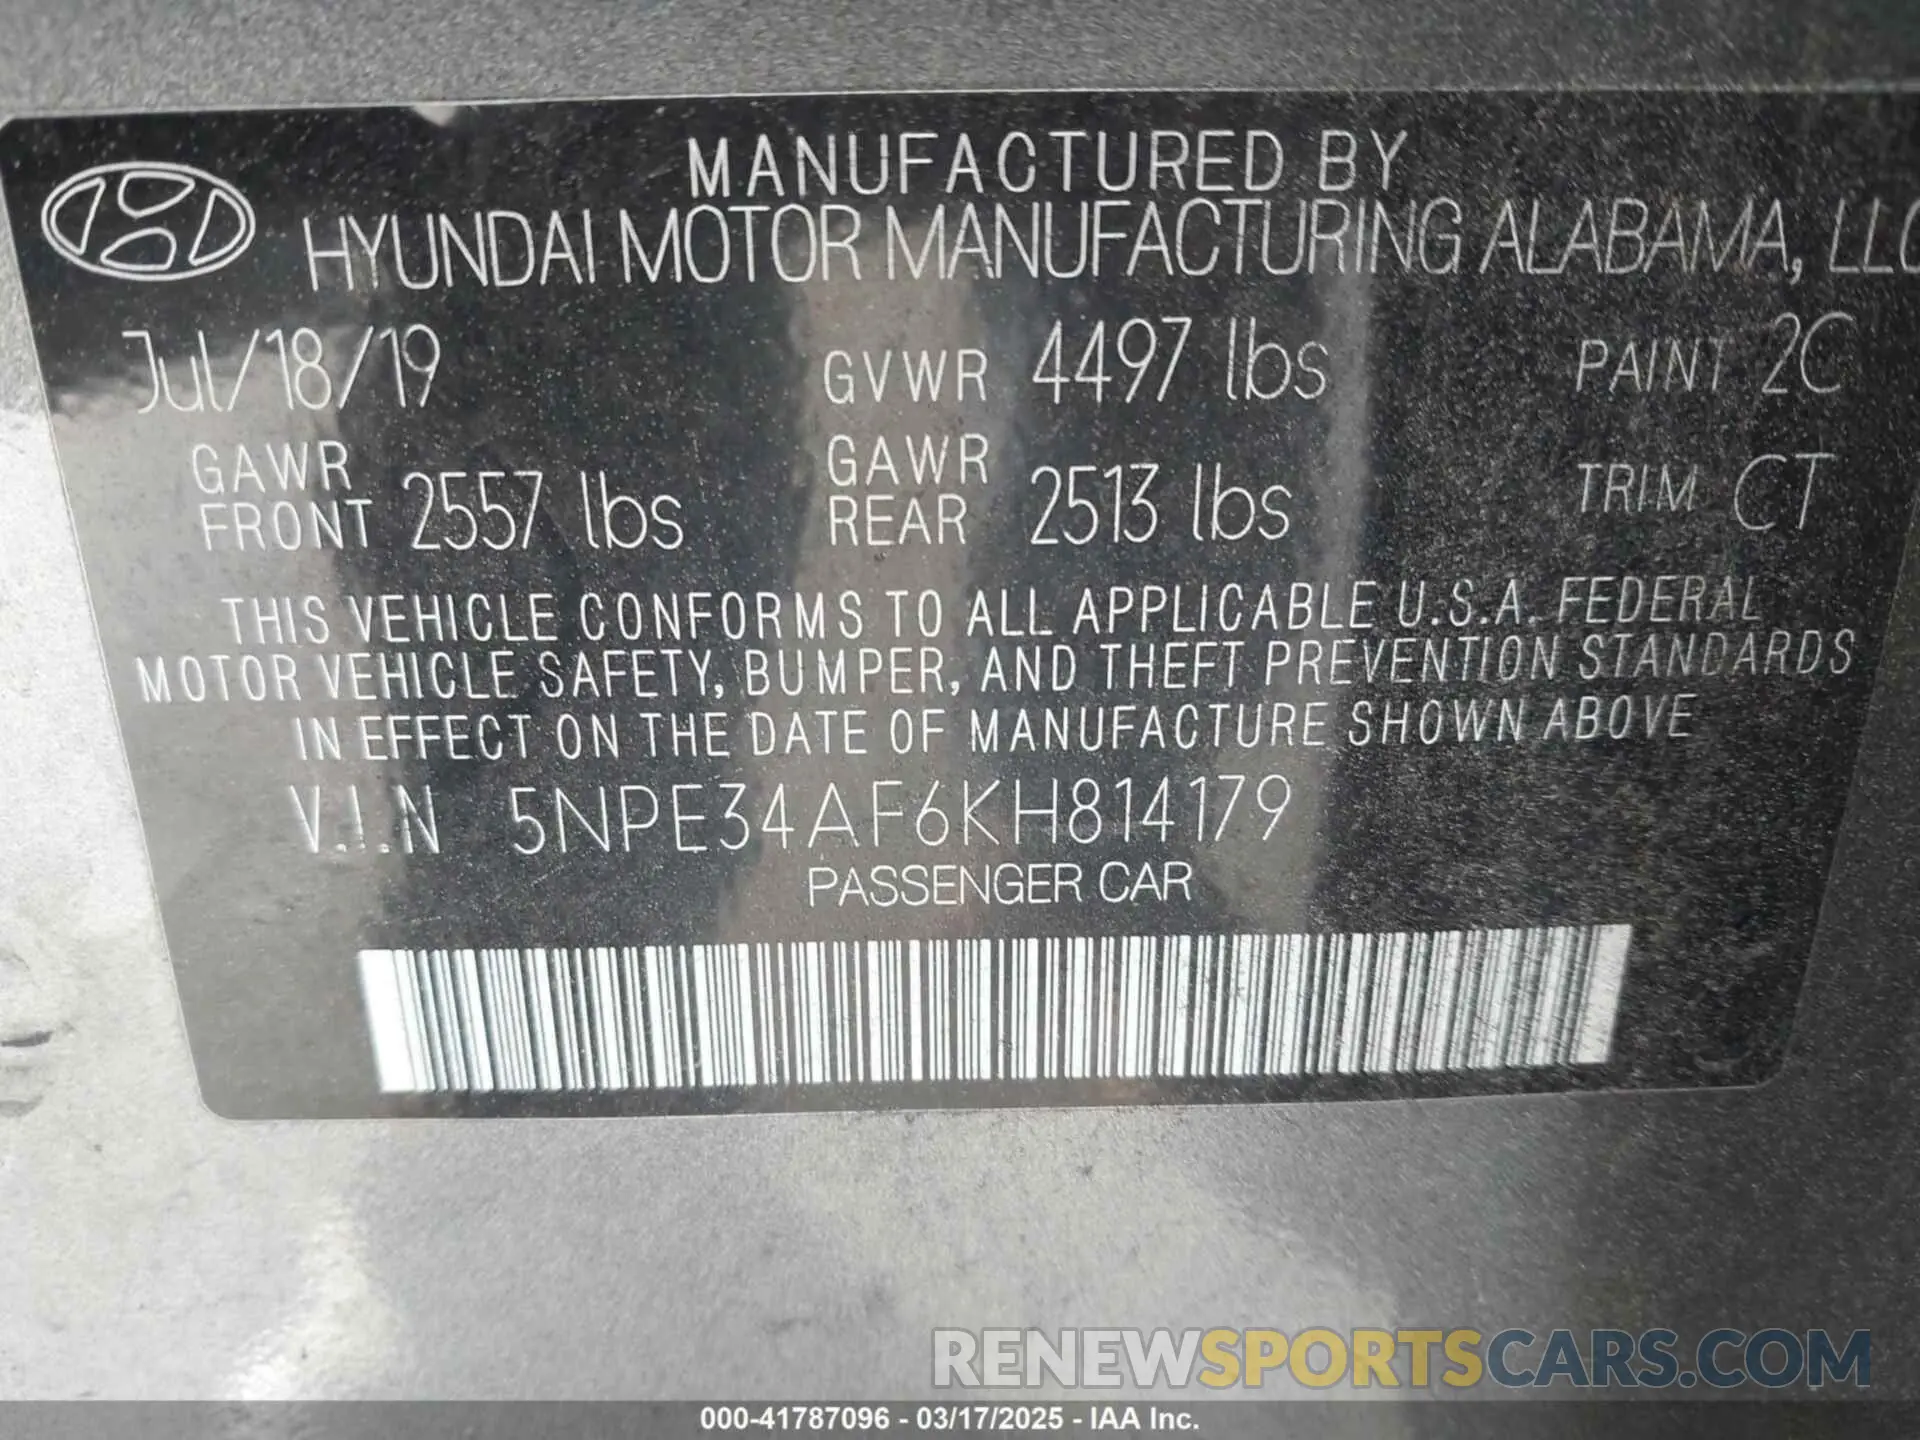 MANUFACTURED BY
HYUNDAI MOTOR MANUFACTURING ALABAMA, LLC
Jul/18/19 GVWR 4497 lbs PAINT 2C
GAWR FRONT 2557 lbs GAWR REAR 2513 lbs TRIM CT
THIS VEHICLE CONFORMS TO ALL APPLICABLE U.S.A. FEDERAL
MOTOR VEHICLE SAFETY, BUMPER, AND THEFT PREVENTION STANDARDS
IN EFFECT ON THE DATE OF MANUFACTURE SHOWN ABOVE
V.I.N 5NPE34AF6KH814179
PASSENGER CAR
RENEWSPORTSCARS.COM
000-41787096 - 03/17/2025 - IAA Inc.